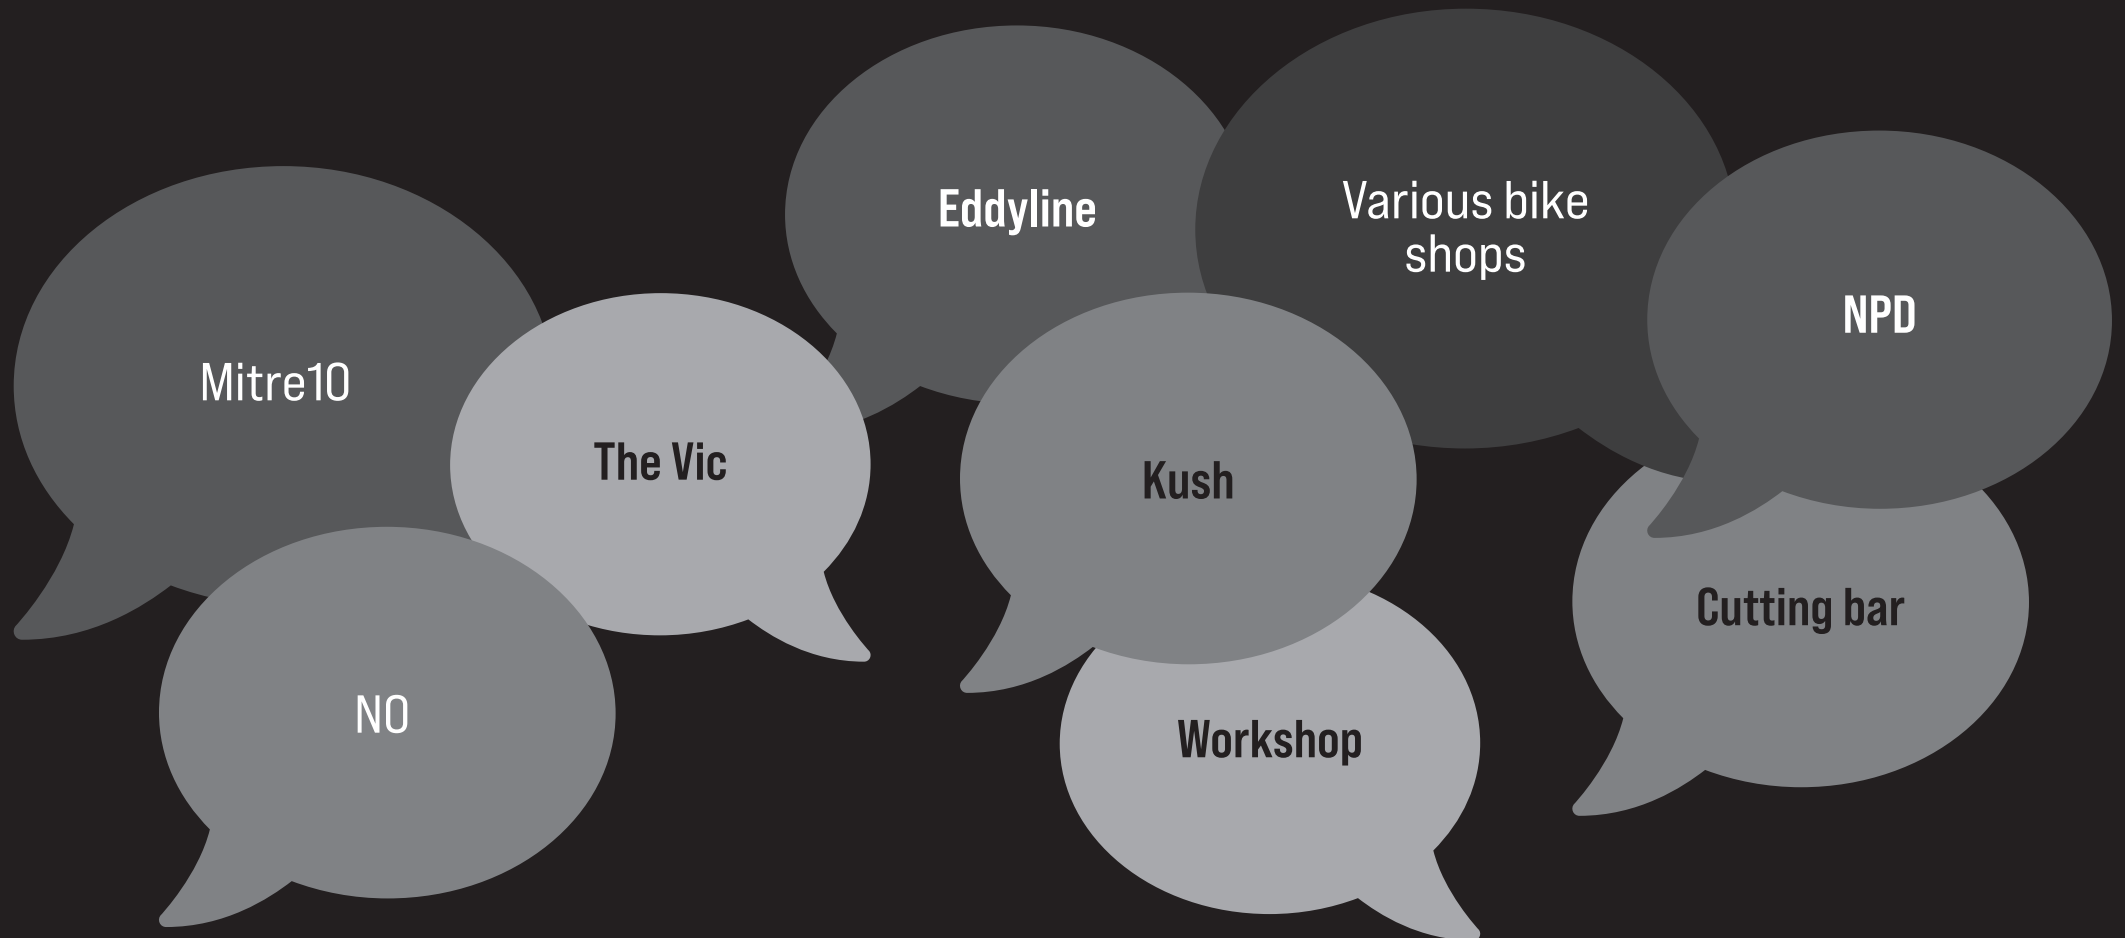 Eddyline
Various bike
shops
NPD
Mitre10
The Vic
Kush
Cutting bar
NO
Workshop